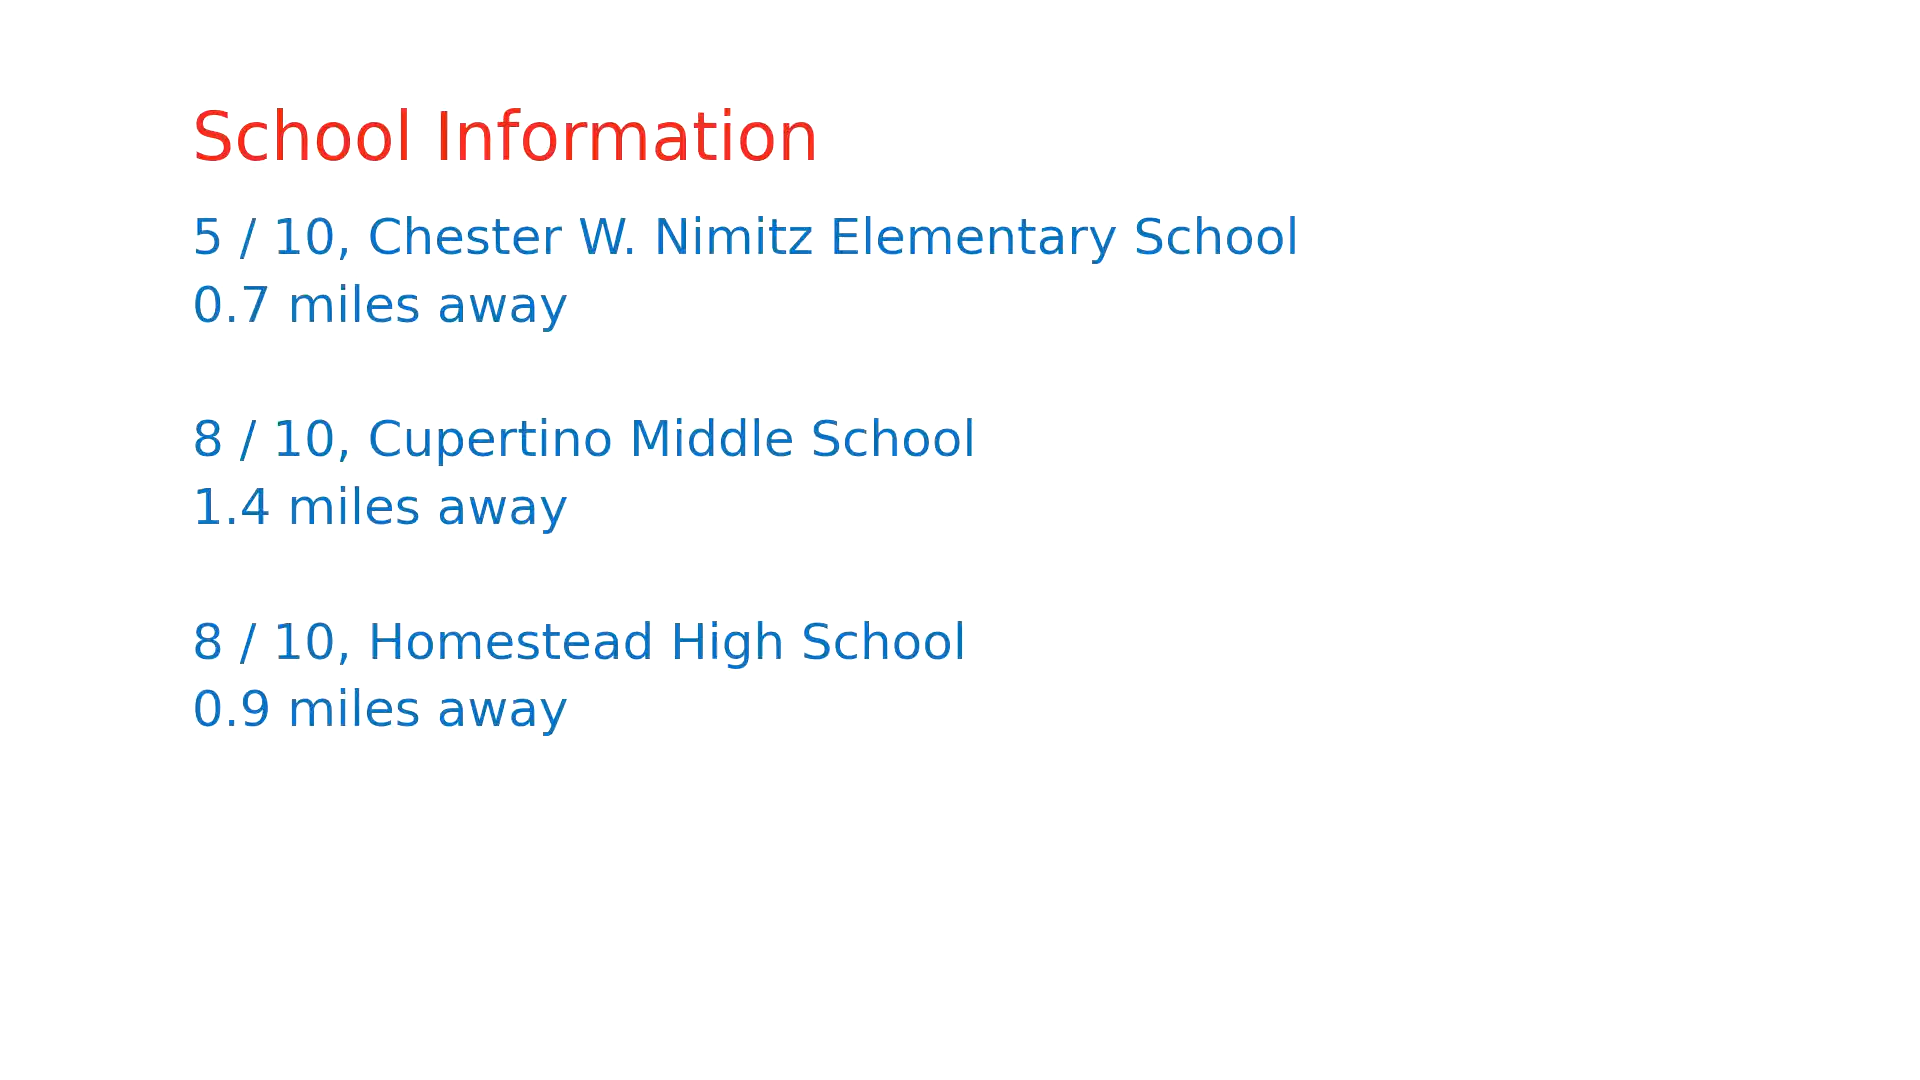 School Information
5 / 10, Chester W. Nimitz Elementary School
0.7 miles away
8 / 10, Cupertino Middle School
1.4 miles away
8 / 10, Homestead High School
0.9 miles away